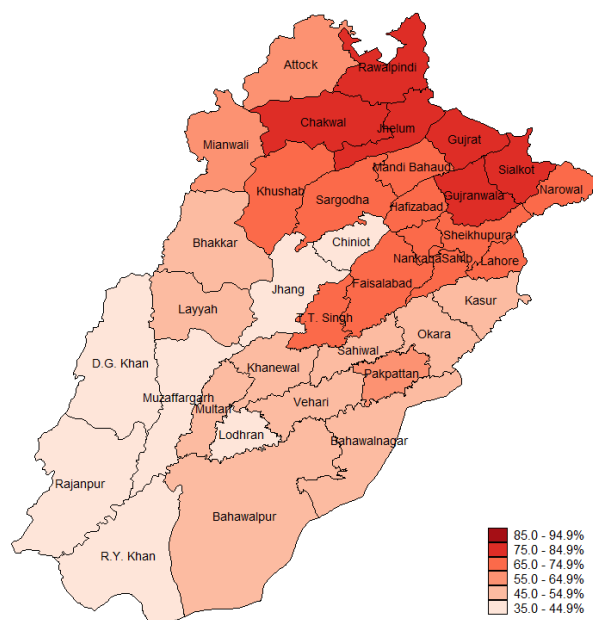 Attock
Rawalpindi
Chakwal
Jhelum
Mianwali
Gujrat
Mandi Bahaud
Sialkot
Khushab
Sargodha
Hafizabad
Gujranwala
Narowal
Bhakkar
Chiniot
Sheikhupura
Nankana Sahib
Lahore
Jhang
Faisalabad
Kasur
Layyah
T.T. Singh
Okara
D.G. Khan
Khanewal
Sahiwal
Pakpattan
Muzaffargarh
Multan
Vehari
Lodhran
Bahawalnagar
Rajanpur
Bahawalpur
R.Y. Khan
85.0 - 94.9%
75.0 - 84.9%
65.0 - 74.9%
55.0 - 64.9%
45.0 - 54.9%
35.0 - 44.9%